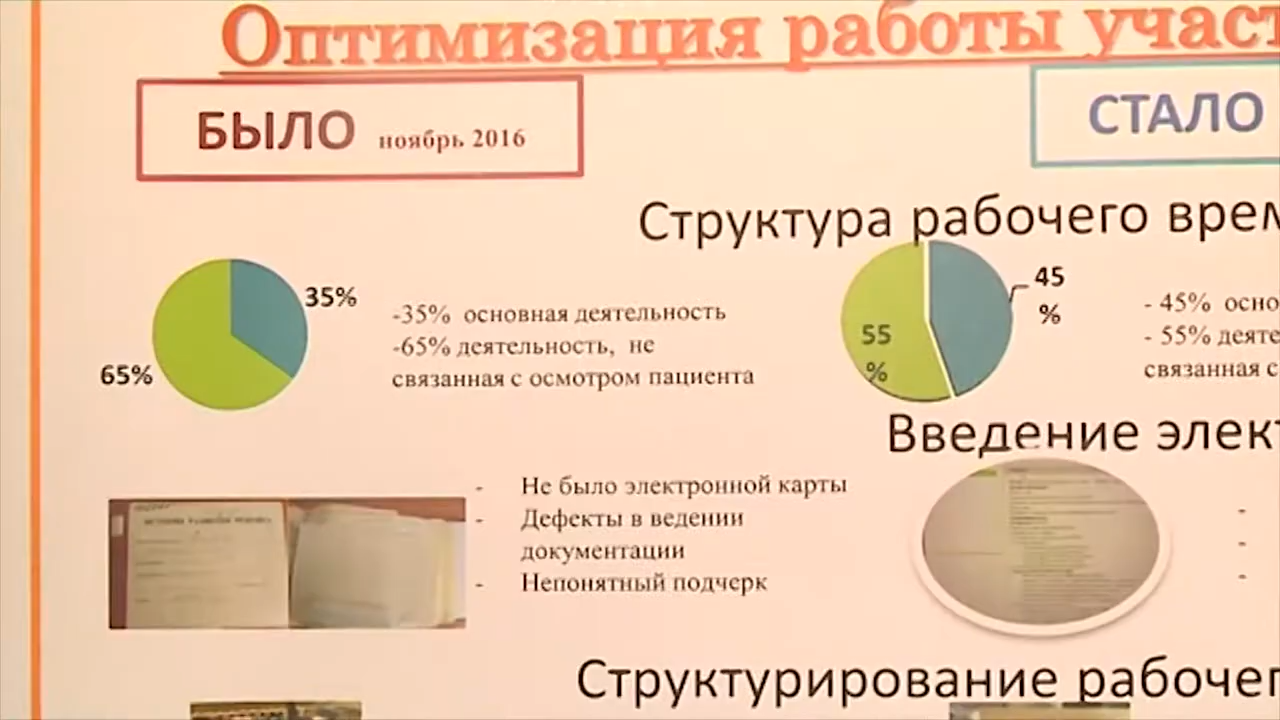 Оптимизация работы учас
БЫЛО ноябрь 2016
СТАЛО
Структура рабочего врем
35%
65%
-35% основная деятельность
-65% деятельность, не
связанная с осмотром пациента
45
%
55
%
- 45% осно
- 55% деяте
связанная с
Введение элект
- Не было электронной карты
- Дефекты в ведении
документации
- Непонятный подчерк
-
-
-
Структурирование рабочег